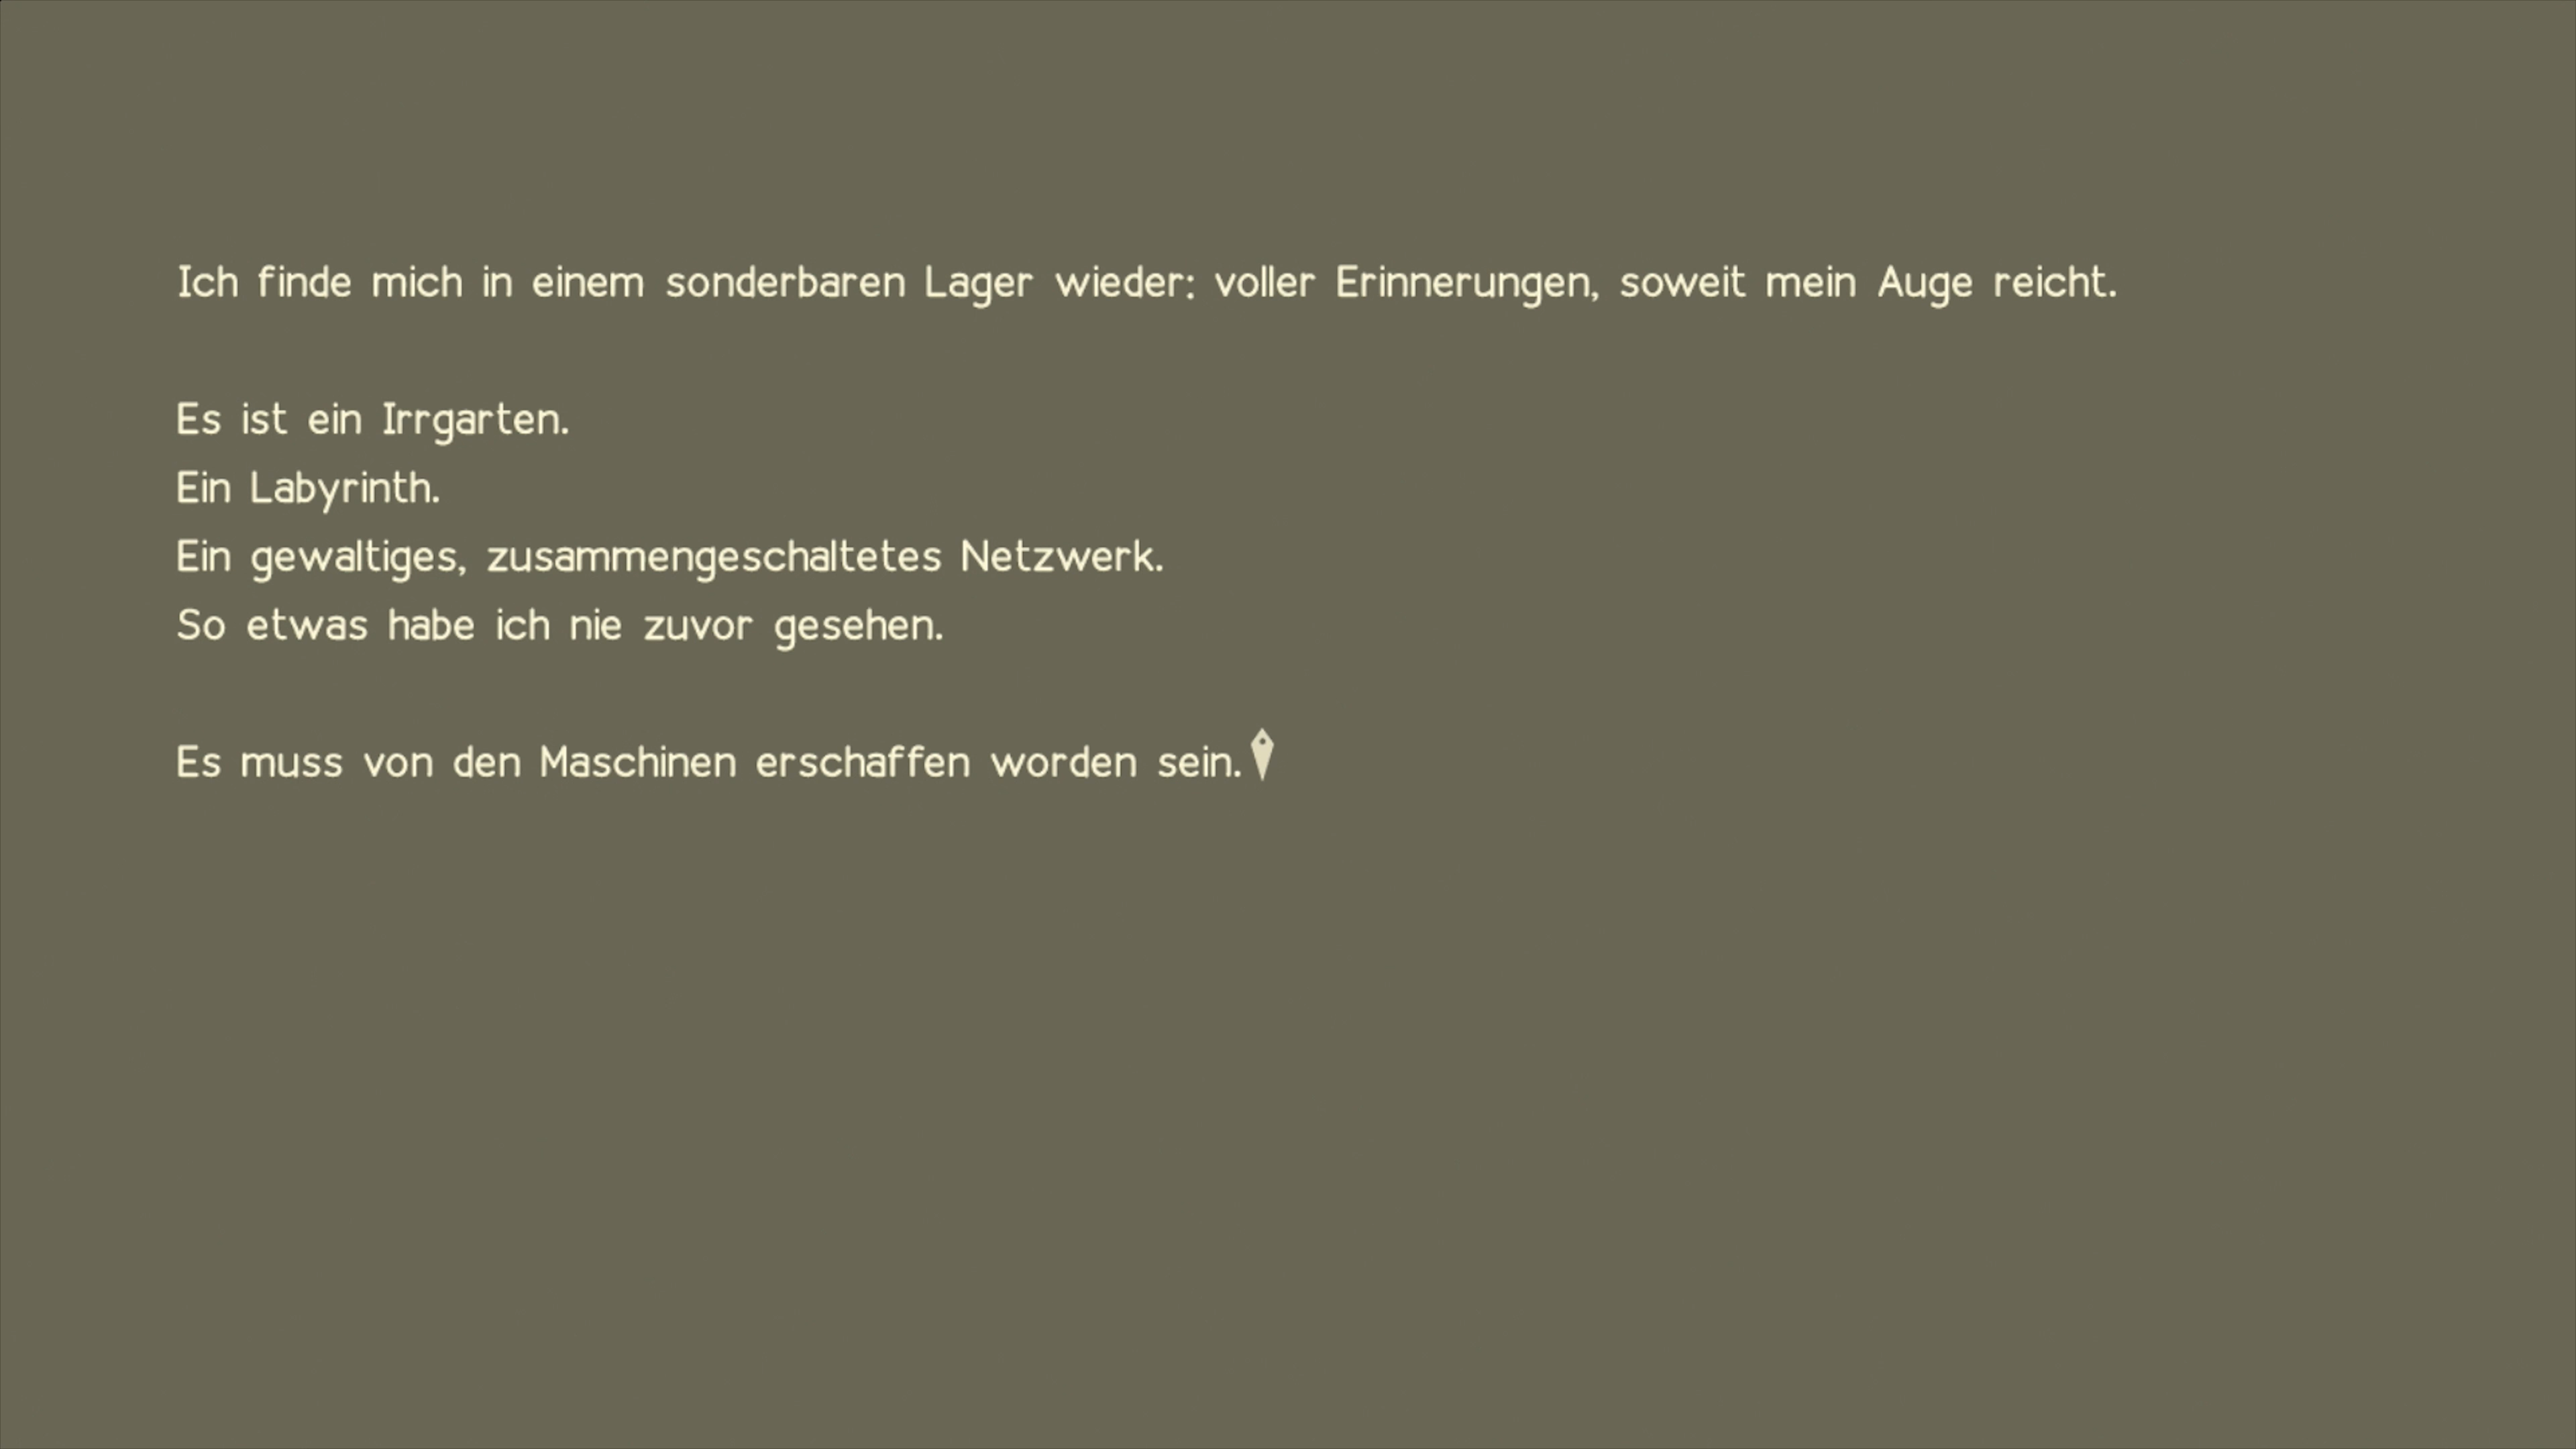 Ich finde mich in einem sonderbaren Lager wieder: voller Erinnerungen, soweit mein Auge reicht.
Es ist ein Irrgarten.
Ein Labyrinth.
Ein gewaltiges, zusammengeschaltetes Netzwerk.
So etwas habe ich nie zuvor gesehen.
Es muss von den Maschinen erschaffen worden sein.